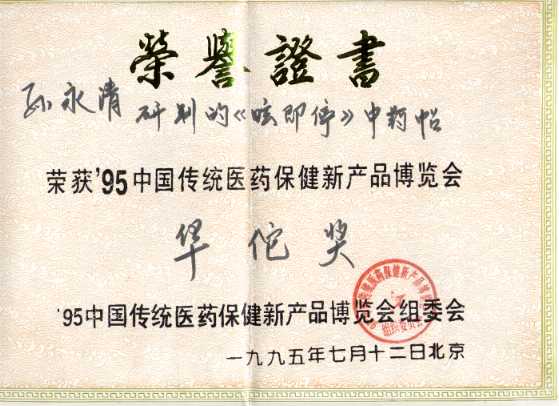 榮譽證書
孙永清 研制的《咳即停》中药帖
荣获'95中国传统医药保健新产品博览会
华佗奖
'95中国传统医药保健新产品博览会组委会
一九九五年七月十二日北京